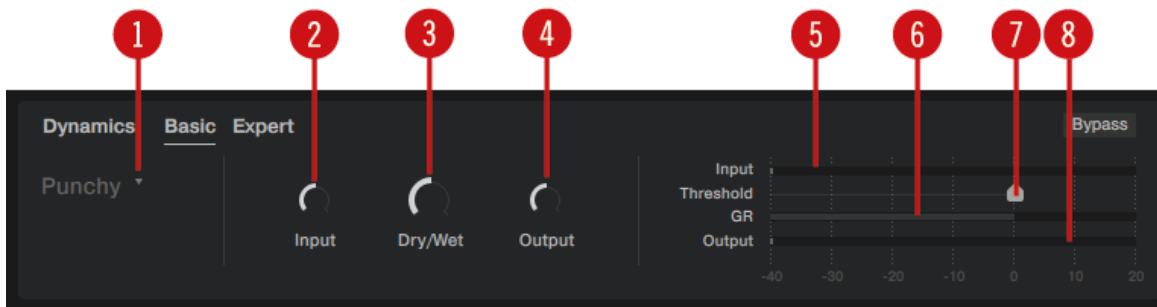 1 2 3 4 5 6 7 8
Dynamics Basic Expert Bypass
Punchy
Input Dry/Wet Output
Input
Threshold
GR
Output
-40 -30 -20 -10 0 10 20